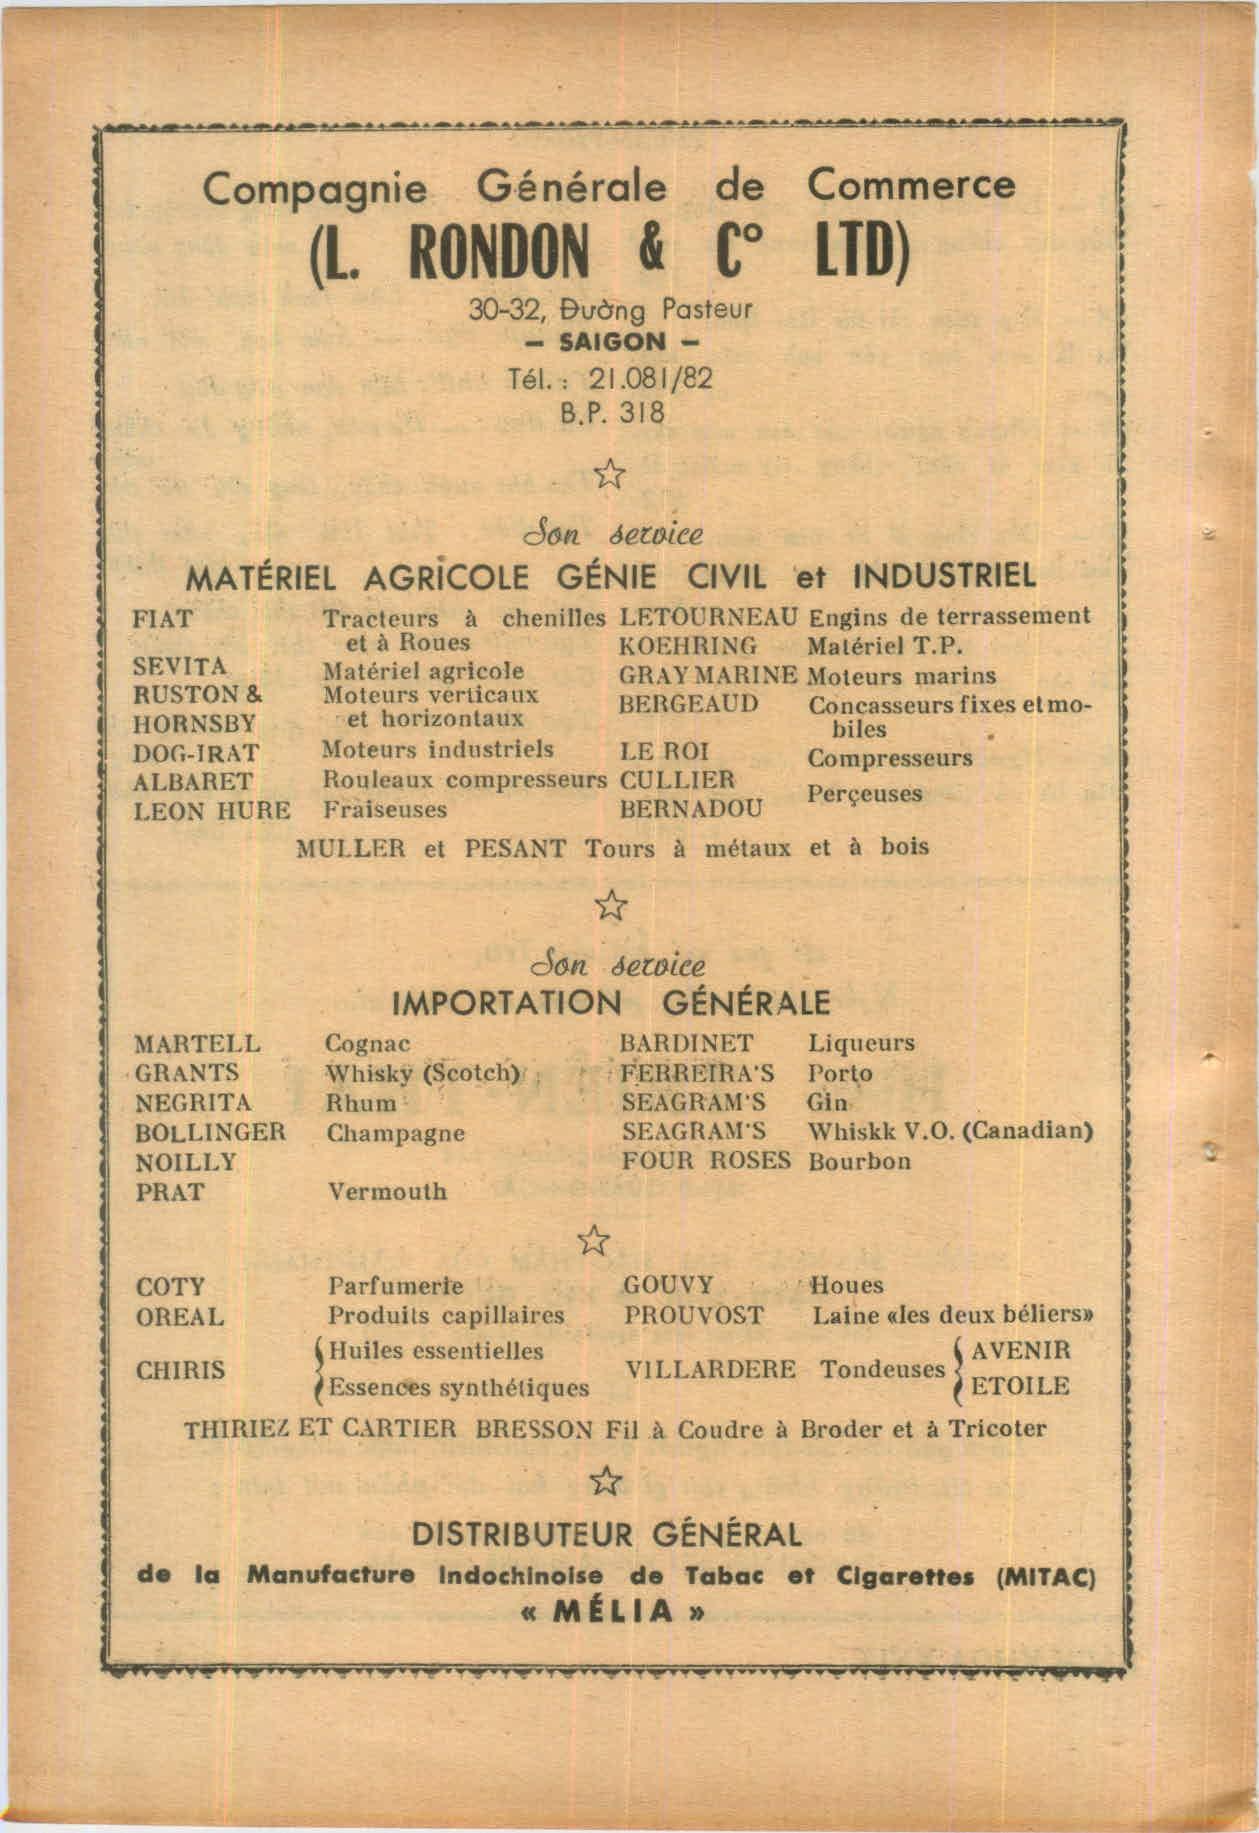 Compagnie Générale de Commerce
(L. RONDON & Cº LTD)
30-32, Đường Pasteur
— SAIGON —
Tél. : 21.081/82
B.P. 318
Son service
MATÉRIEL AGRICOLE GÉNIE CIVIL et INDUSTRIEL
FIAT Tracteurs à chenilles
et à Roues
SEVITA Matériel agricole
RUSTON & Moteurs verticaux
HORNSBY et horizontaux
DOG-IRAT Moteurs industriels
ALBARET Rouleaux compresseurs
LEON HURE Fraiseuses
LETOURNEAU Engins de terrassement
KOEHRING Matériel T.P.
GRAY MARINE Moteurs marins
BERGEAUD Concasseurs fixes et mo-
biles
LE ROI Compresseurs
CULLIER
BERNADOU Perçeuses
MULLER et PESANT Tours à métaux et à bois
Son service
IMPORTATION GÉNÉRALE
MARTELL Cognac
GRANTS Whisky (Scotch)
NEGRITA Rhum
BOLLINGER Champagne
NOILLY
PRAT Vermouth
BARDINET Liqueurs
FERREIRA'S Porto
SEAGRAM'S Gin
SEAGRAM'S Whiskk V.O. (Canadian)
FOUR ROSES Bourbon
COTY Parfumerie
OREAL Produits capillaires
CHIRIS { Huiles essentielles
{ Essences synthétiques
GOUVY Houes
PROUVOST Laine «les deux béliers»
VILLARDERE Tondeuses { AVENIR
{ ETOILE
THIRIEZ ET CARTIER BRESSON Fil à Coudre à Broder et à Tricoter
DISTRIBUTEUR GÉNÉRAL
de la Manufacture Indochinoise de Tabac et Cigarettes (MITAC)
« MÉLIA »